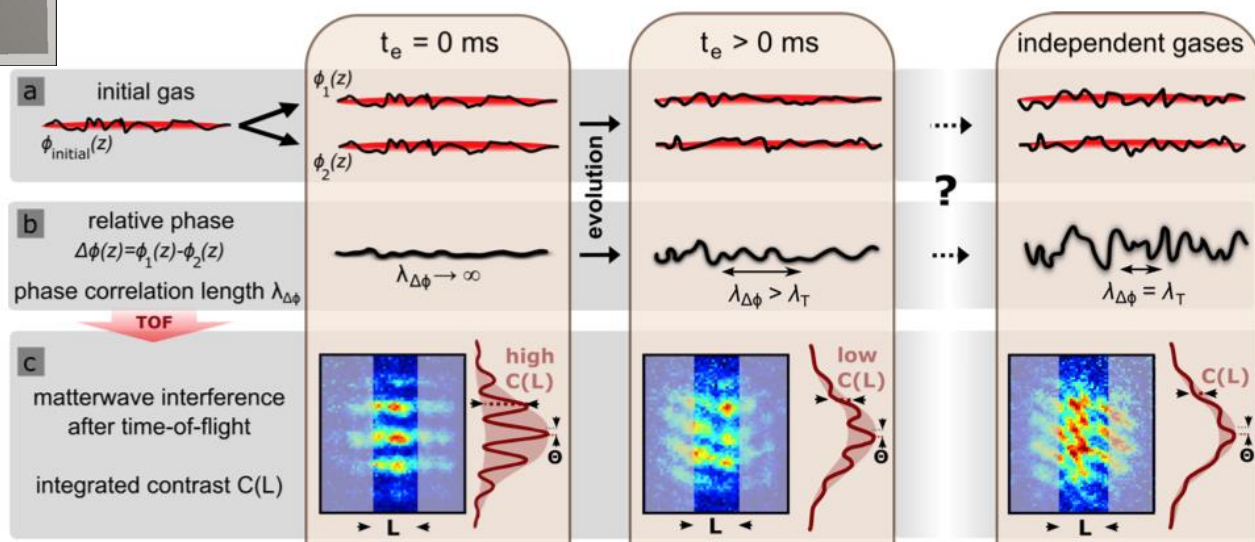 t_e = 0 ms
t_e > 0 ms
independent gases
a
initial gas
ϕ_initial(z)
ϕ_1(z)
ϕ_2(z)
evolution
?
b
relative phase
Δϕ(z)=ϕ_1(z)-ϕ_2(z)
phase correlation length λ_Δϕ
λ_Δϕ → ∞
λ_Δϕ > λ_T
λ_Δϕ = λ_T
TOF
c
matterwave interference
after time-of-flight
integrated contrast C(L)
high
C(L)
Θ
L
low
C(L)
Θ
L
C(L)
Θ
L